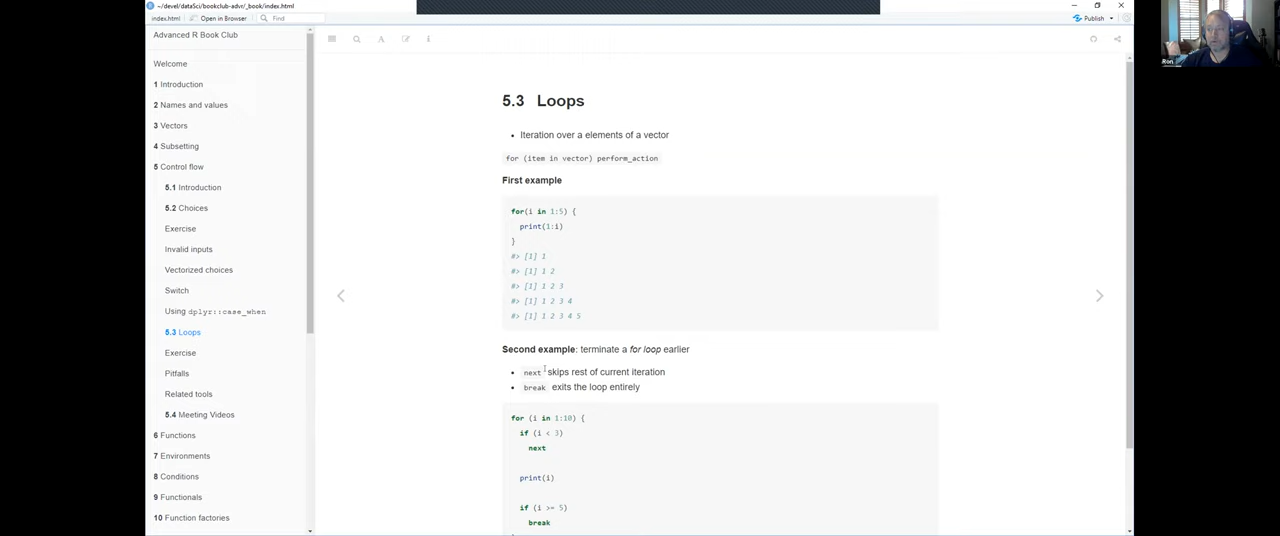 ~/devel/dataSci/bookclub-advr/_book/index.html
index.html
Open in Browser
Find
Publish
Advanced R Book Club
Welcome
1 Introduction
2 Names and values
3 Vectors
4 Subsetting
5 Control flow
5.1 Introduction
5.2 Choices
Exercise
Invalid inputs
Vectorized choices
Switch
Using dplyr::case_when
5.3 Loops
Exercise
Pitfalls
Related tools
5.4 Meeting Videos
6 Functions
7 Environments
8 Conditions
9 Functionals
10 Function factories
5.3 Loops
• Iteration over a elements of a vector
for (item in vector) perform_action
First example
for(i in 1:5) {
print(1:i)
}
#> [1] 1
#> [1] 1 2
#> [1] 1 2 3
#> [1] 1 2 3 4
#> [1] 1 2 3 4 5
Second example: terminate a for loop earlier
• next skips rest of current iteration
• break exits the loop entirely
for (i in 1:10) {
if (i < 3)
next
print(i)
if (i >= 5)
break
Ron